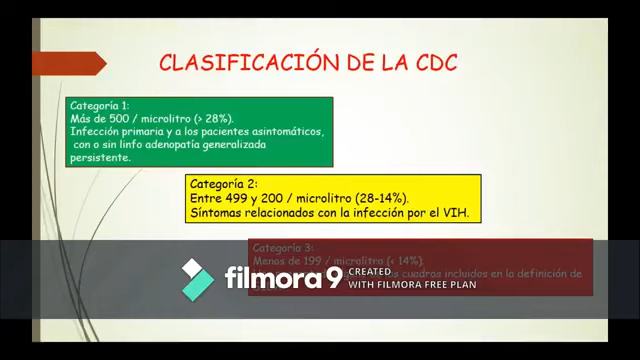 CLASIFICACIÓN DE LA CDC
Categoría 1:
Más de 500 / microlitro (> 28%).
Infección primaria y a los pacientes asintomáticos,
con o sin linfo adenopatía generalizada
persistente.
Categoría 2:
Entre 499 y 200 / microlitro (28-14%).
Síntomas relacionados con la infección por el VIH.
Categoría 3:
Menos de 199 / microlitro (< 14%).
cuadros incluidos en la definición de
filmora 9 CREATED
WITH FILMORA FREE PLAN